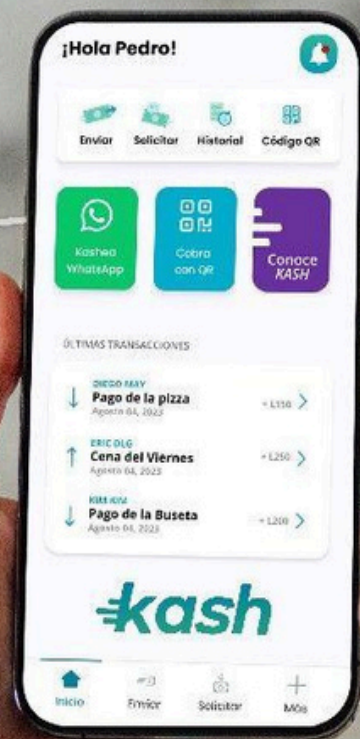 ¡Hola Pedro!
Enviar Solicitar Historial Código QR
Kashea
WhatsApp
Cobra
con QR
Conoce
KASH
ÚLTIMAS TRANSACCIONES
DIEGO MAY
Pago de la pizza
Agosto 04, 2023
ERIC DLG
Cena del Viernes
Agosto 04, 2023
KIM KIM
Pago de la Buseta
Agosto 04, 2023
kash
Inicio Enviar Solicitar Más